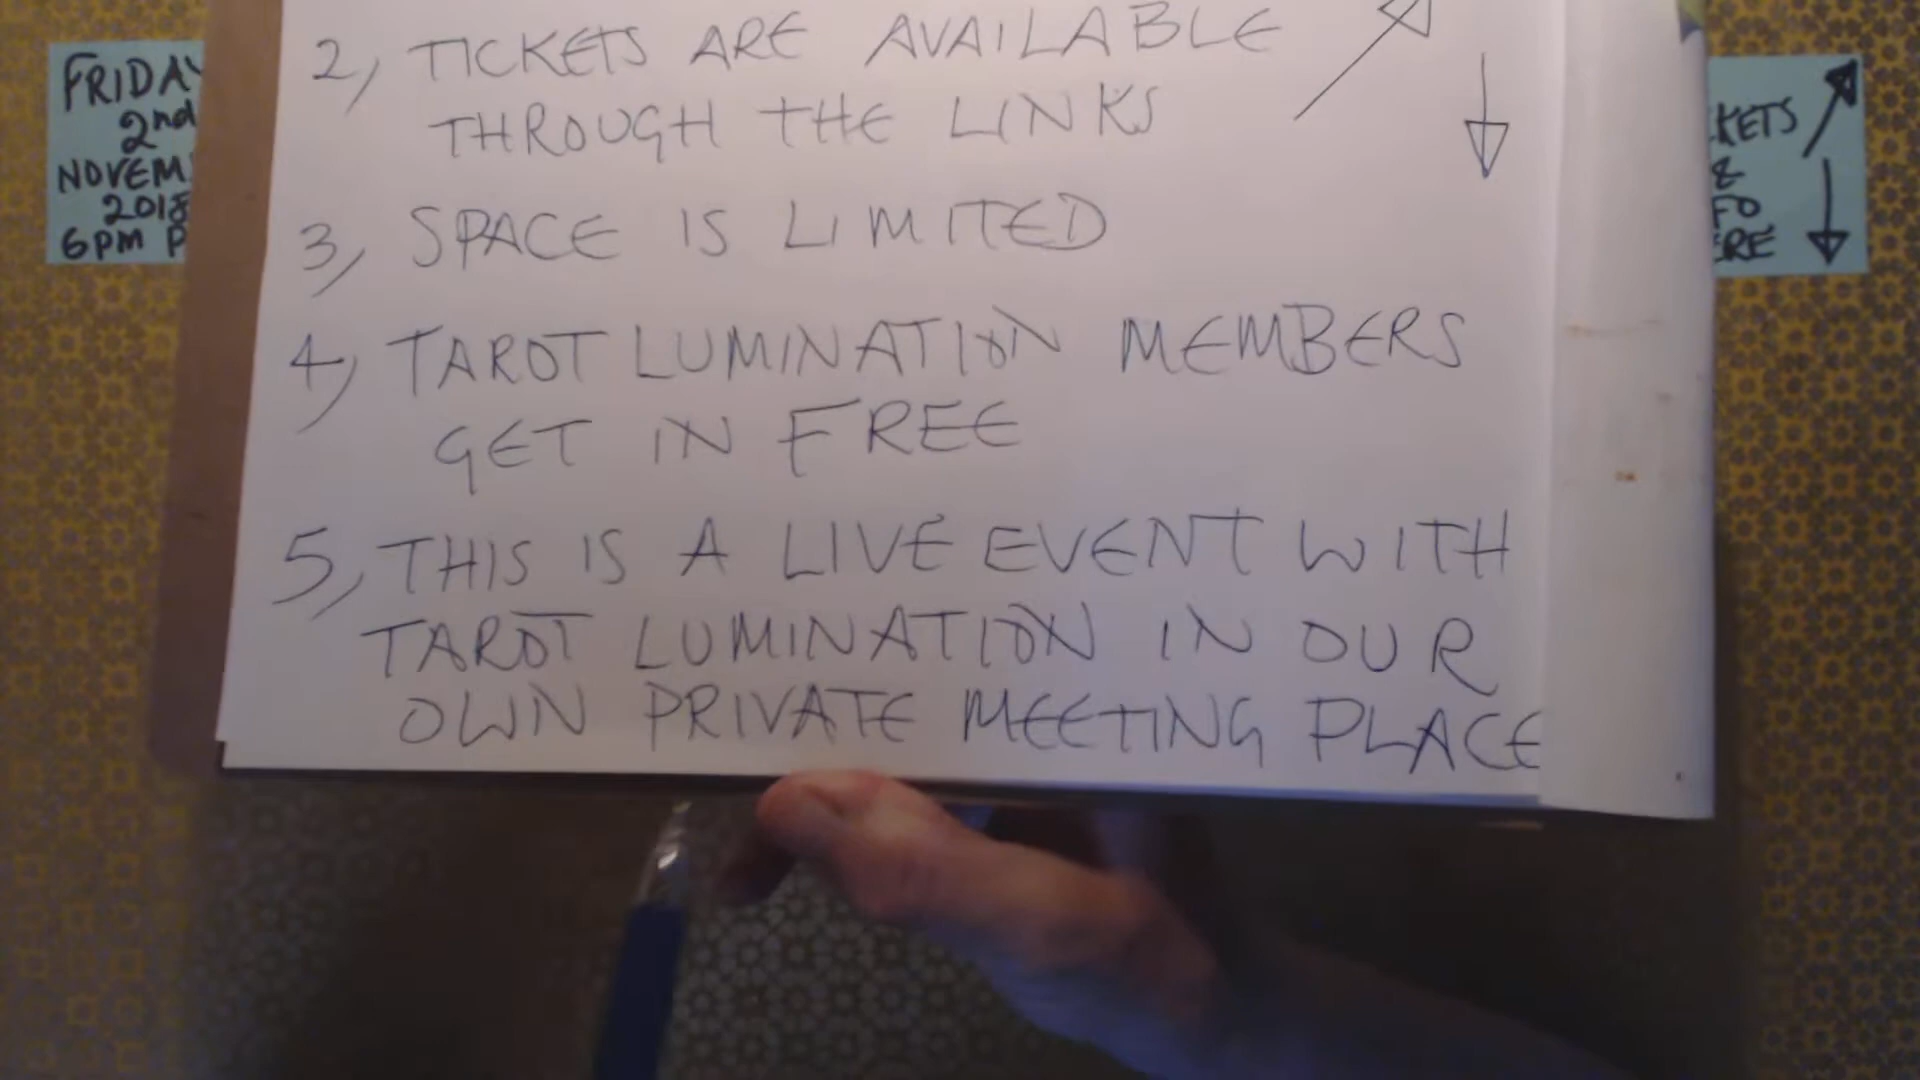 FRIDAY
2nd
NOVEM
2018
6PM P
2, TICKETS ARE AVAILABLE
THROUGH THE LINKS
3, SPACE IS LIMITED
4, TAROT LUMINATION MEMBERS
GET IN FREE
5, THIS IS A LIVE EVENT WITH
TAROT LUMINATION IN OUR
OWN PRIVATE MEETING PLACE
KETS
&
FO
ERE